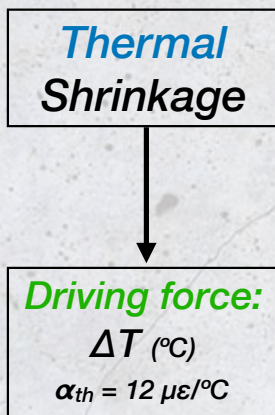 Thermal
Shrinkage
Driving force:
ΔT (ºC)
αth = 12 με/ºC